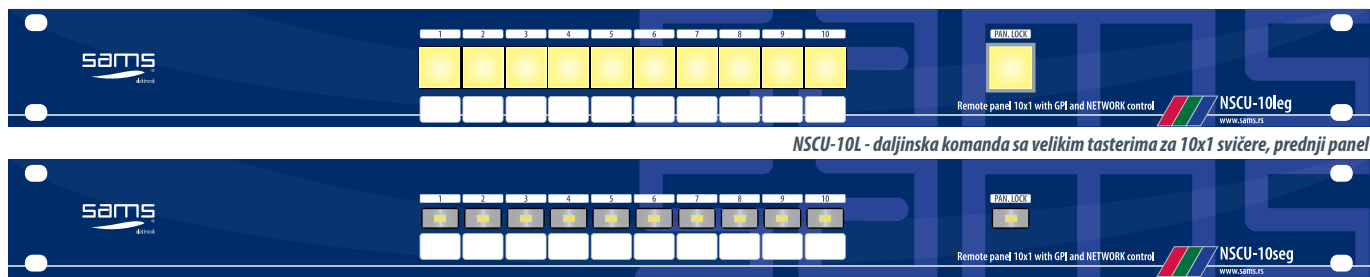 1 2 3 4 5 6 7 8 9 10 PAN. LOCK
sams
®
elektronik
Remote panel 10x1 with GPI and NETWORK control
NSCU-10leg
www.sams.rs
NSCU-10L - daljinska komanda sa velikim tasterima za 10x1 svičere, prednji panel
1 2 3 4 5 6 7 8 9 10 PAN. LOCK
sams
®
elektronik
Remote panel 10x1 with GPI and NETWORK control
NSCU-10seg
www.sams.rs